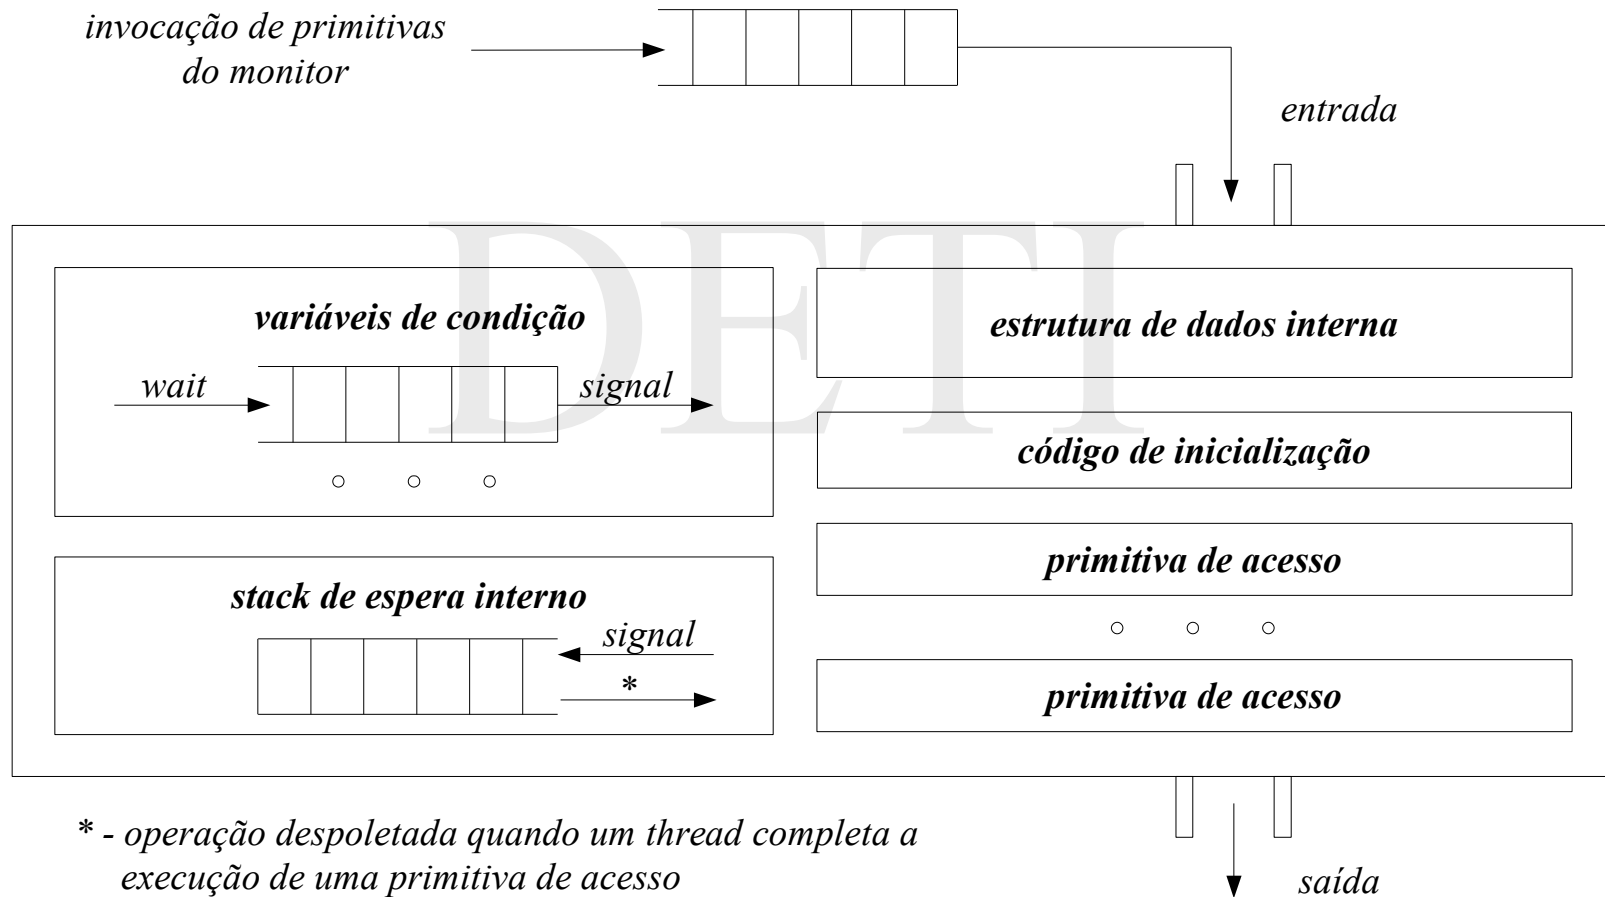 invocação de primitivas
do monitor
entrada
DETI
variáveis de condição
wait
signal
stack de espera interno
signal
*
estrutura de dados interna
código de inicialização
primitiva de acesso
primitiva de acesso
* - operação despoletada quando um thread completa a
execução de uma primitiva de acesso
saída